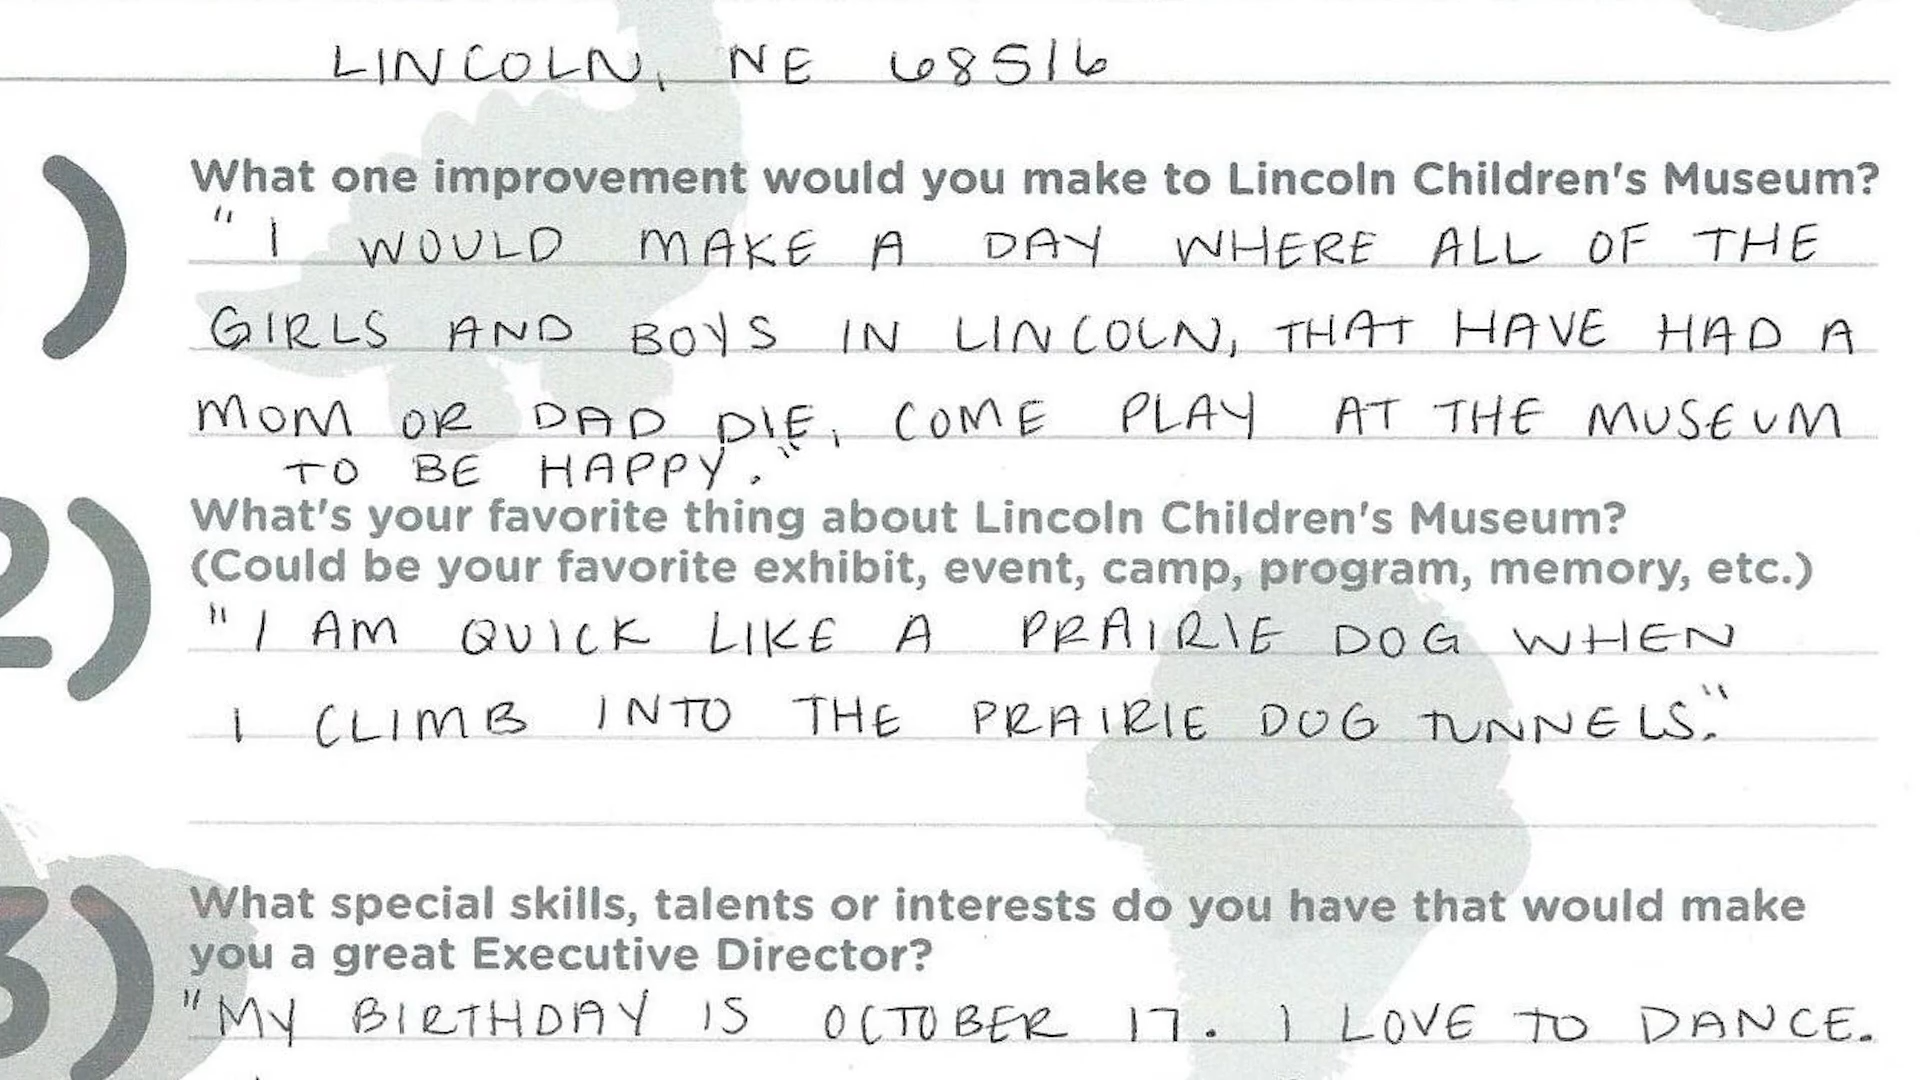 LINCOLN, NE 68516
What one improvement would you make to Lincoln Children's Museum?
"I WOULD MAKE A DAY WHERE ALL OF THE
GIRLS AND BOYS IN LINCOLN, THAT HAVE HAD A
MOM OR DAD DIE, COME PLAY AT THE MUSEUM
TO BE HAPPY."
2) What's your favorite thing about Lincoln Children's Museum?
(Could be your favorite exhibit, event, camp, program, memory, etc.)
"I AM QUICK LIKE A PRAIRIE DOG WHEN
I CLIMB INTO THE PRAIRIE DOG TUNNELS."
3) What special skills, talents or interests do you have that would make
you a great Executive Director?
"MY BIRTHDAY IS OCTOBER 17. I LOVE TO DANCE.